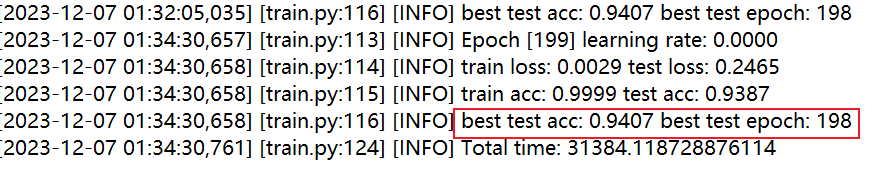 [2023-12-07 01:32:05,035] [train.py:116] [INFO] best test acc: 0.9407 best test epoch: 198
[2023-12-07 01:34:30,657] [train.py:113] [INFO] Epoch [199] learning rate: 0.0000
[2023-12-07 01:34:30,658] [train.py:114] [INFO] train loss: 0.0029 test loss: 0.2465
[2023-12-07 01:34:30,658] [train.py:115] [INFO] train acc: 0.9999 test acc: 0.9387
[2023-12-07 01:34:30,658] [train.py:116] [INFO] best test acc: 0.9407 best test epoch: 198
[2023-12-07 01:34:30,761] [train.py:124] [INFO] Total time: 31384.118728876114